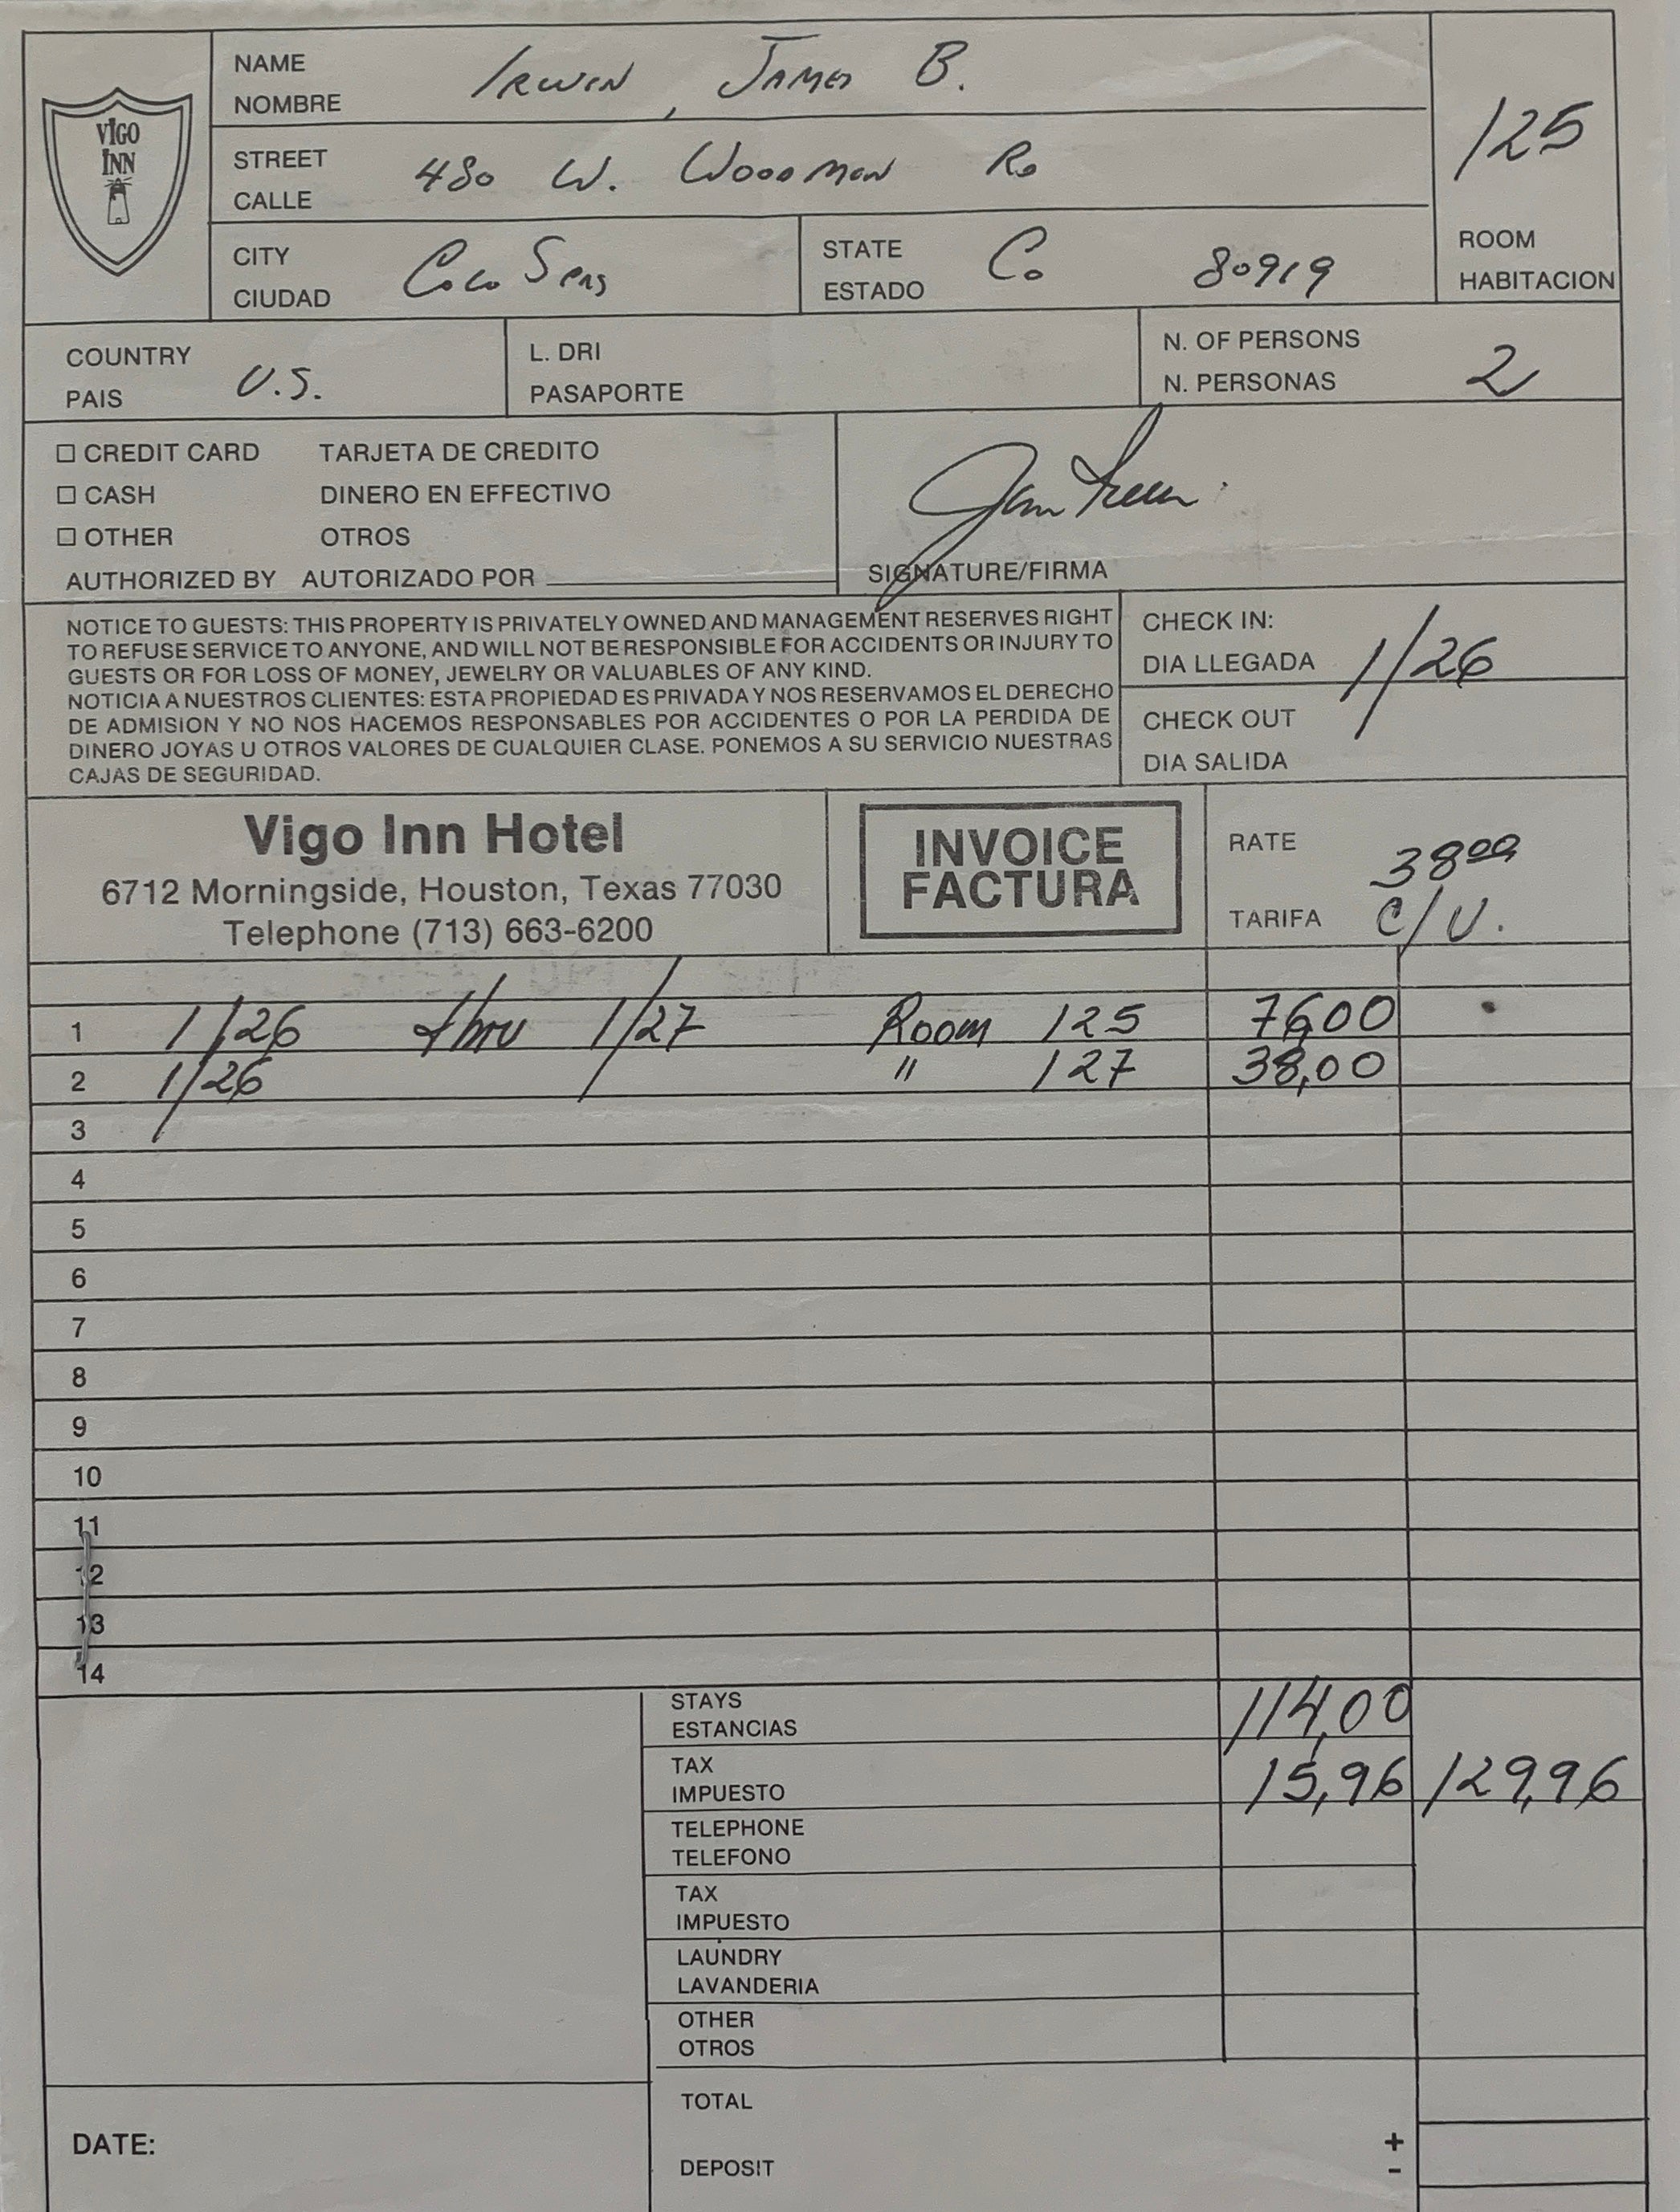 VIGO
INN
NAME
NOMBRE
IRWIN, JAMES B.
125
ROOM
HABITACION
STREET
CALLE
480 W. WOODMEN RD
CITY
CIUDAD
COLO SPRS
STATE
ESTADO
CO 80919
COUNTRY
PAIS
U.S.
L. DRI
PASAPORTE
N. OF PERSONS
N. PERSONAS
2
CREDIT CARD TARJETA DE CREDITO
CASH DINERO EN EFFECTIVO
OTHER OTROS
AUTHORIZED BY AUTORIZADO POR
Jim Irwin
SIGNATURE/FIRMA
NOTICE TO GUESTS: THIS PROPERTY IS PRIVATELY OWNED AND MANAGEMENT RESERVES RIGHT
TO REFUSE SERVICE TO ANYONE, AND WILL NOT BE RESPONSIBLE FOR ACCIDENTS OR INJURY TO
GUESTS OR FOR LOSS OF MONEY, JEWELRY OR VALUABLES OF ANY KIND.
NOTICIA A NUESTROS CLIENTES: ESTA PROPIEDAD ES PRIVADA Y NOS RESERVAMOS EL DERECHO
DE ADMISION Y NO NOS HACEMOS RESPONSABLES POR ACCIDENTES O POR LA PERDIDA DE
DINERO JOYAS U OTROS VALORES DE CUALQUIER CLASE. PONEMOS A SU SERVICIO NUESTRAS
CAJAS DE SEGURIDAD.
CHECK IN:
DIA LLEGADA
1/26
CHECK OUT
DIA SALIDA
Vigo Inn Hotel
6712 Morningside, Houston, Texas 77030
Telephone (713) 663-6200
INVOICE
FACTURA
RATE
TARIFA
38 00
C/U.
1 1/26 thru 1/27 Room 125 76,00
2 1/26 " 127 38,00
3
4
5
6
7
8
9
10
11
12
13
14
STAYS
ESTANCIAS
114,00
TAX
IMPUESTO
15,96 129,96
TELEPHONE
TELEFONO
TAX
IMPUESTO
LAUNDRY
LAVANDERIA
OTHER
OTROS
TOTAL
DATE:
+
DEPOSIT -